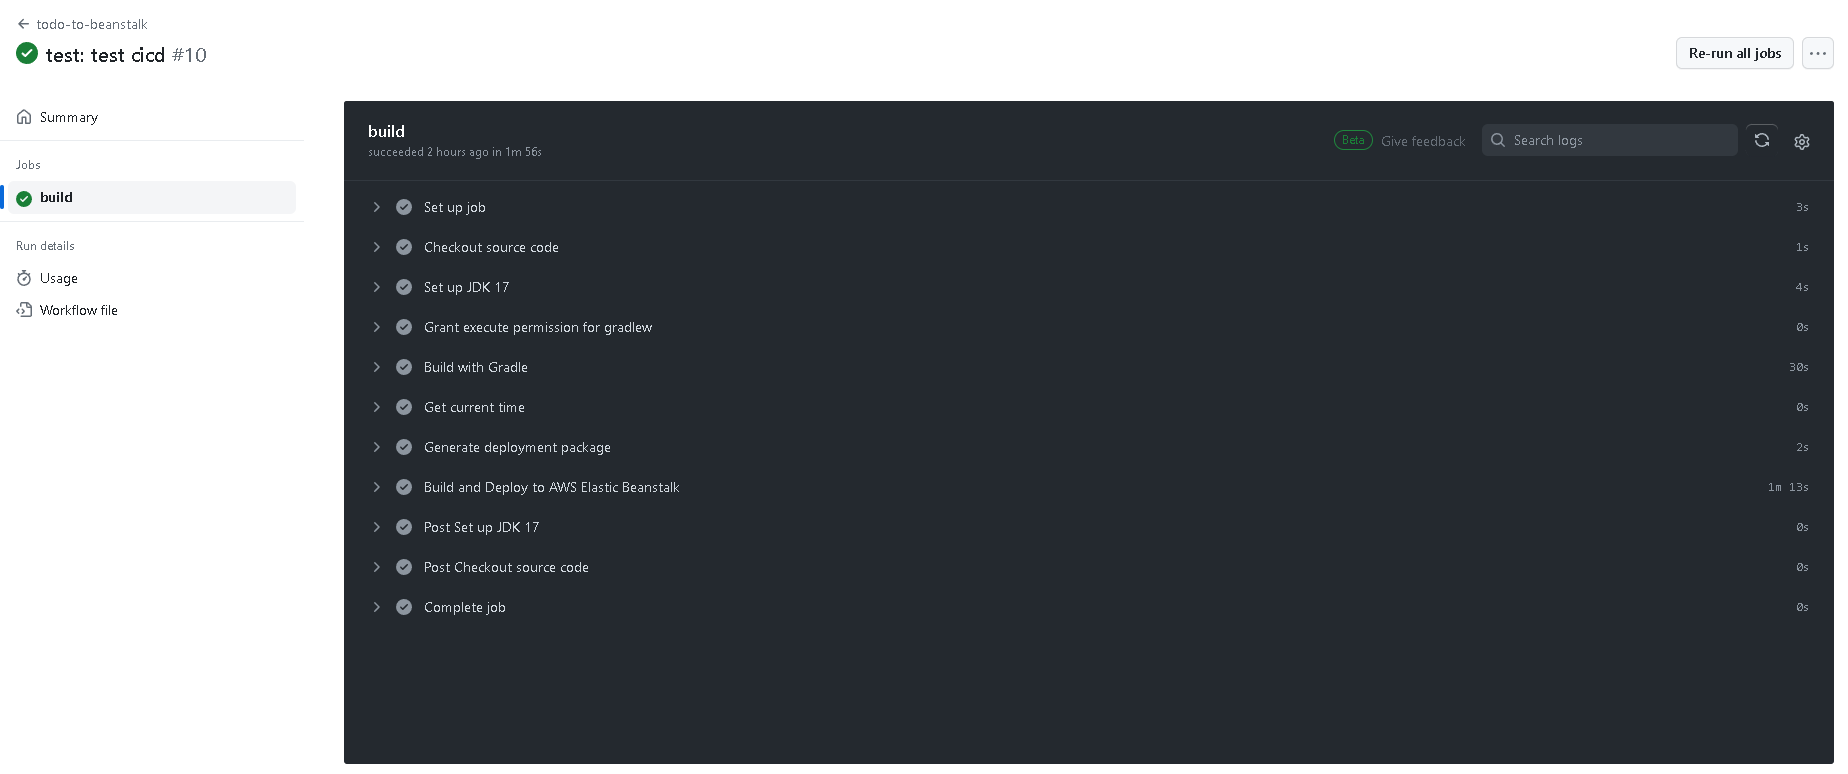 todo-to-beanstalk
test: test cicd #10
Re-run all jobs
Summary
Jobs
build
Run details
Usage
Workflow file
build
succeeded 2 hours ago in 1m 56s
Beta
Give feedback
Search logs
Set up job 3s
Checkout source code 1s
Set up JDK 17 4s
Grant execute permission for gradlew 0s
Build with Gradle 30s
Get current time 0s
Generate deployment package 2s
Build and Deploy to AWS Elastic Beanstalk 1m 13s
Post Set up JDK 17 0s
Post Checkout source code 0s
Complete job 0s